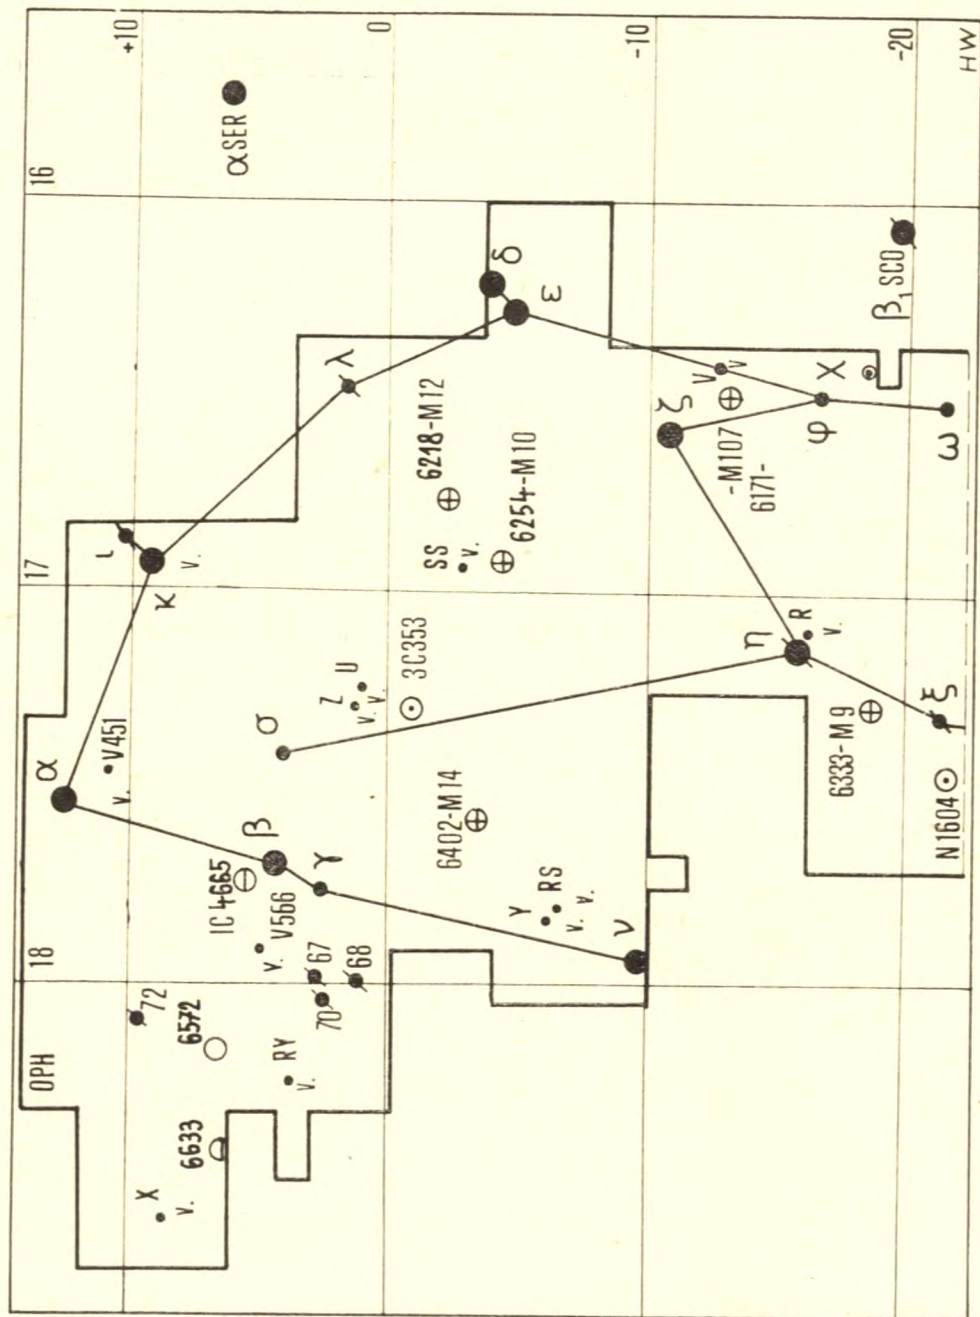 +10
0
-10
-20
HW
αSER
16
δ
ε
β₁ SCO
λ
V
V
X
ζ
φ
ω
6218-M12
6254-M10
-M107
6171-
ι
κ
V.
SS
V.
17
η
R
V.
3C353
Z
U
V.
V.
σ
ξ
6333-M9
N1604
α
V451
V.
β
γ
6402-M14
IC 4665
V566
V.
Y
RS
V.
V.
ν
18
67
68
70
72
6572
OPH
RY
V.
6633
X
V.